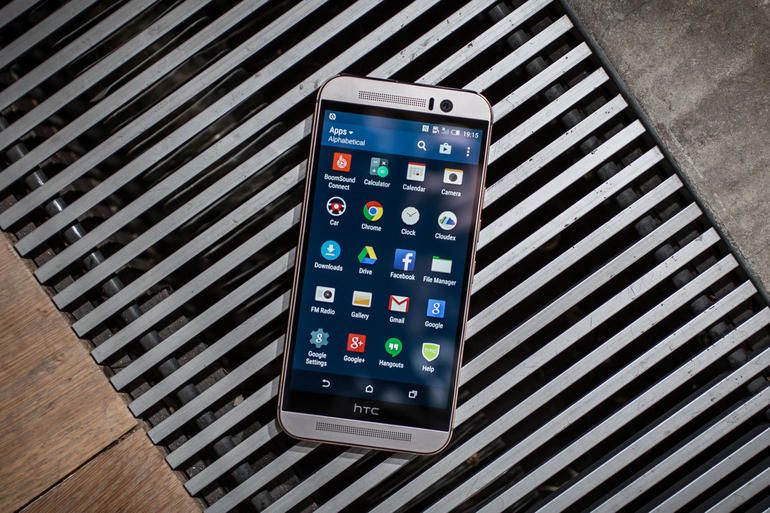 19:15
Apps
Alphabetical
BoomSound
Connect
Calculator
Calendar
Camera
Car
Chrome
Clock
Cloudex
Downloads
Drive
Facebook
File Manager
FM Radio
Gallery
Gmail
Google
Google
Settings
Google+
Hangouts
Help
hTC